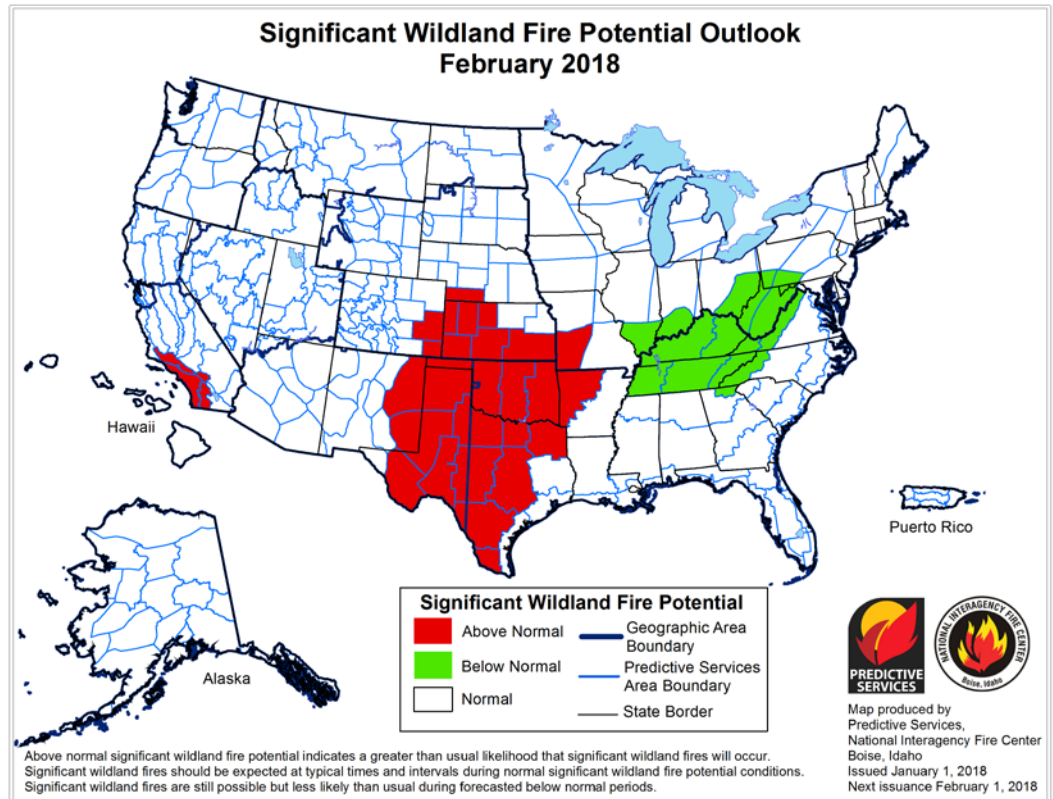 Significant Wildland Fire Potential Outlook
February 2018
Hawaii
Puerto Rico
Alaska
Significant Wildland Fire Potential
Above Normal
Below Normal
Normal
Geographic Area
Boundary
Predictive Services
Area Boundary
State Border
PREDICTIVE
SERVICES
NATIONAL INTERAGENCY FIRE CENTER
Boise, Idaho
Map produced by
Predictive Services,
National Interagency Fire Center
Boise, Idaho
Issued January 1, 2018
Next issuance February 1, 2018
Above normal significant wildland fire potential indicates a greater than usual likelihood that significant wildland fires will occur.
Significant wildland fires should be expected at typical times and intervals during normal significant wildland fire potential conditions.
Significant wildland fires are still possible but less likely than usual during forecasted below normal periods.